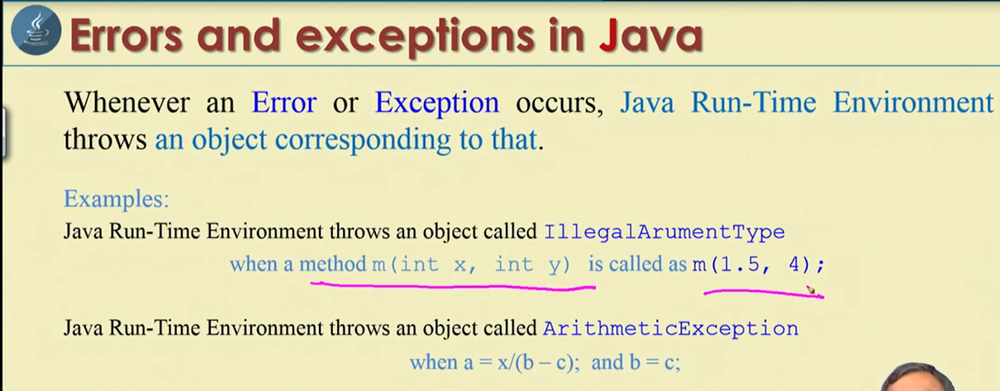 Errors and exceptions in Java
Whenever an Error or Exception occurs, Java Run-Time Environment
throws an object corresponding to that.
Examples:
Java Run-Time Environment throws an object called IllegalArumentType
when a method m(int x, int y) is called as m(1.5, 4);
Java Run-Time Environment throws an object called ArithmeticException
when a = x/(b – c); and b = c;